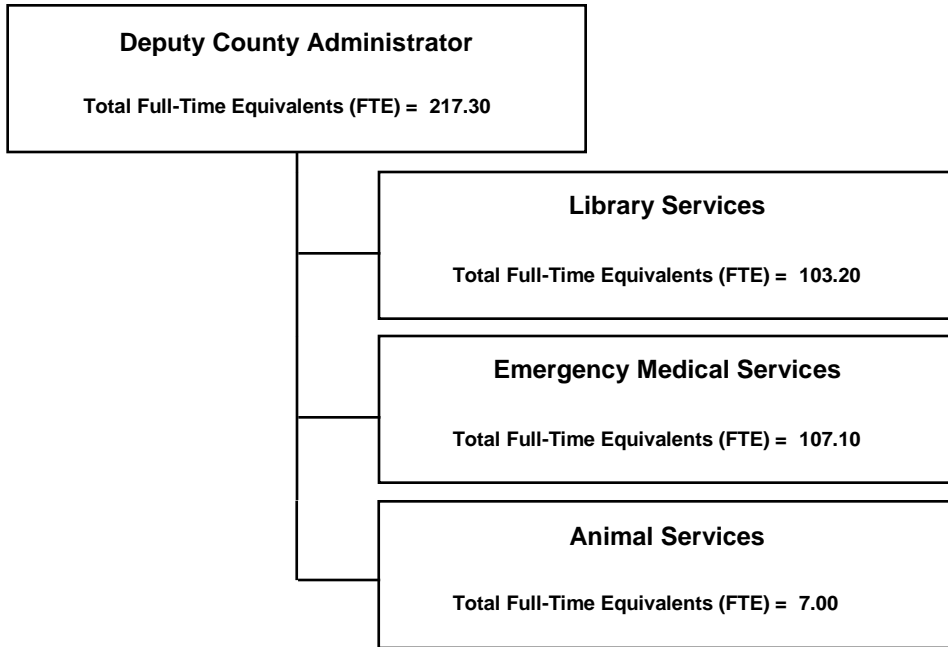 Deputy County Administrator
Total Full-Time Equivalents (FTE) = 217.30
Library Services
Total Full-Time Equivalents (FTE) = 103.20
Emergency Medical Services
Total Full-Time Equivalents (FTE) = 107.10
Animal Services
Total Full-Time Equivalents (FTE) = 7.00